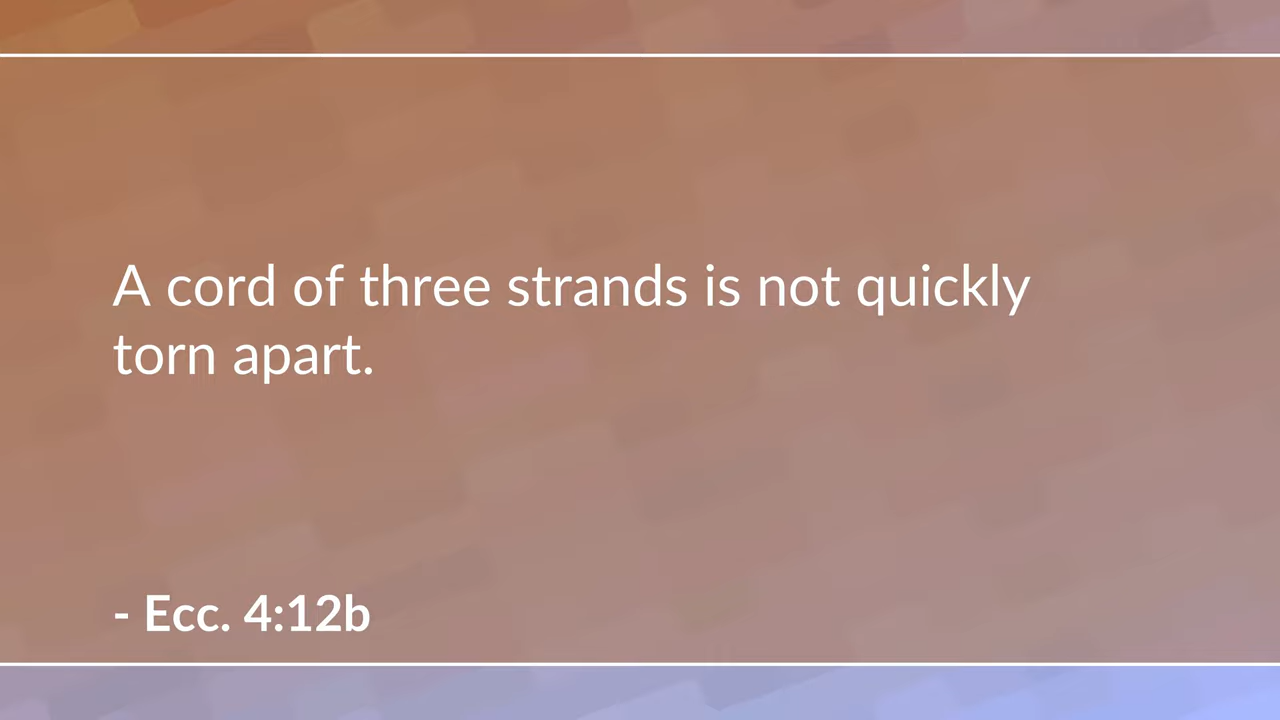 A cord of three strands is not quickly
torn apart.
- Ecc. 4:12b